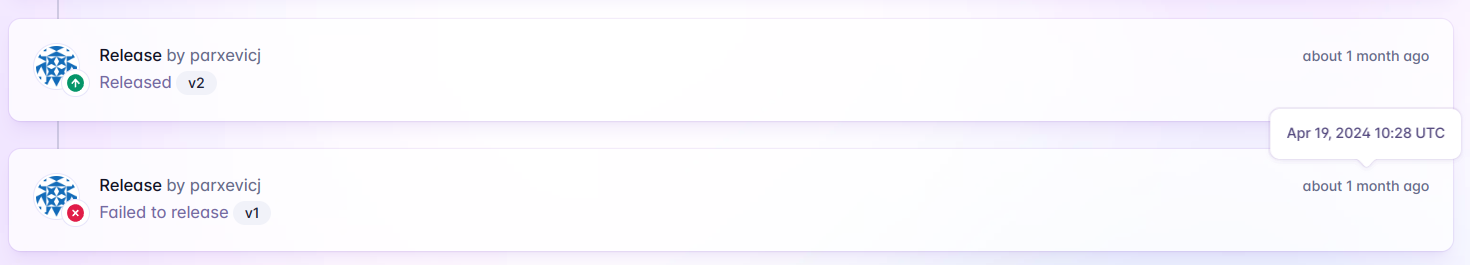 Release by parxevicj
about 1 month ago
Released v2
Apr 19, 2024 10:28 UTC
Release by parxevicj
about 1 month ago
Failed to release v1